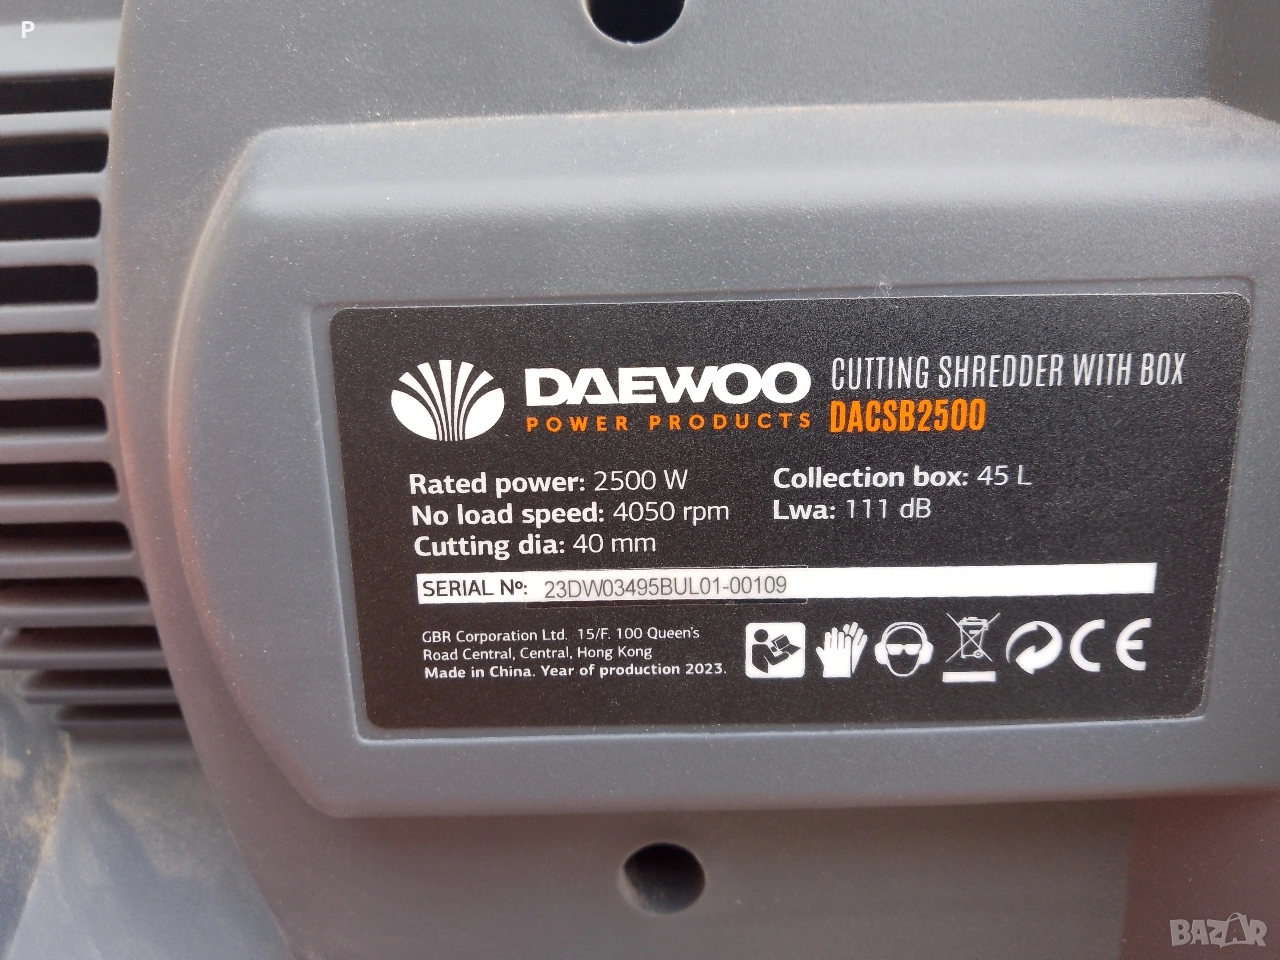 P
DAEWOO
POWER PRODUCTS
CUTTING SHREDDER WITH BOX
DACSB2500
Rated power: 2500 W
No load speed: 4050 rpm
Cutting dia: 40 mm
Collection box: 45 L
Lwa: 111 dB
SERIAL Nº: 23DW03495BUL01-00109
GBR Corporation Ltd. 15/F. 100 Queen's
Road Central, Central, Hong Kong
Made in China. Year of production 2023.
CE
BAZAR